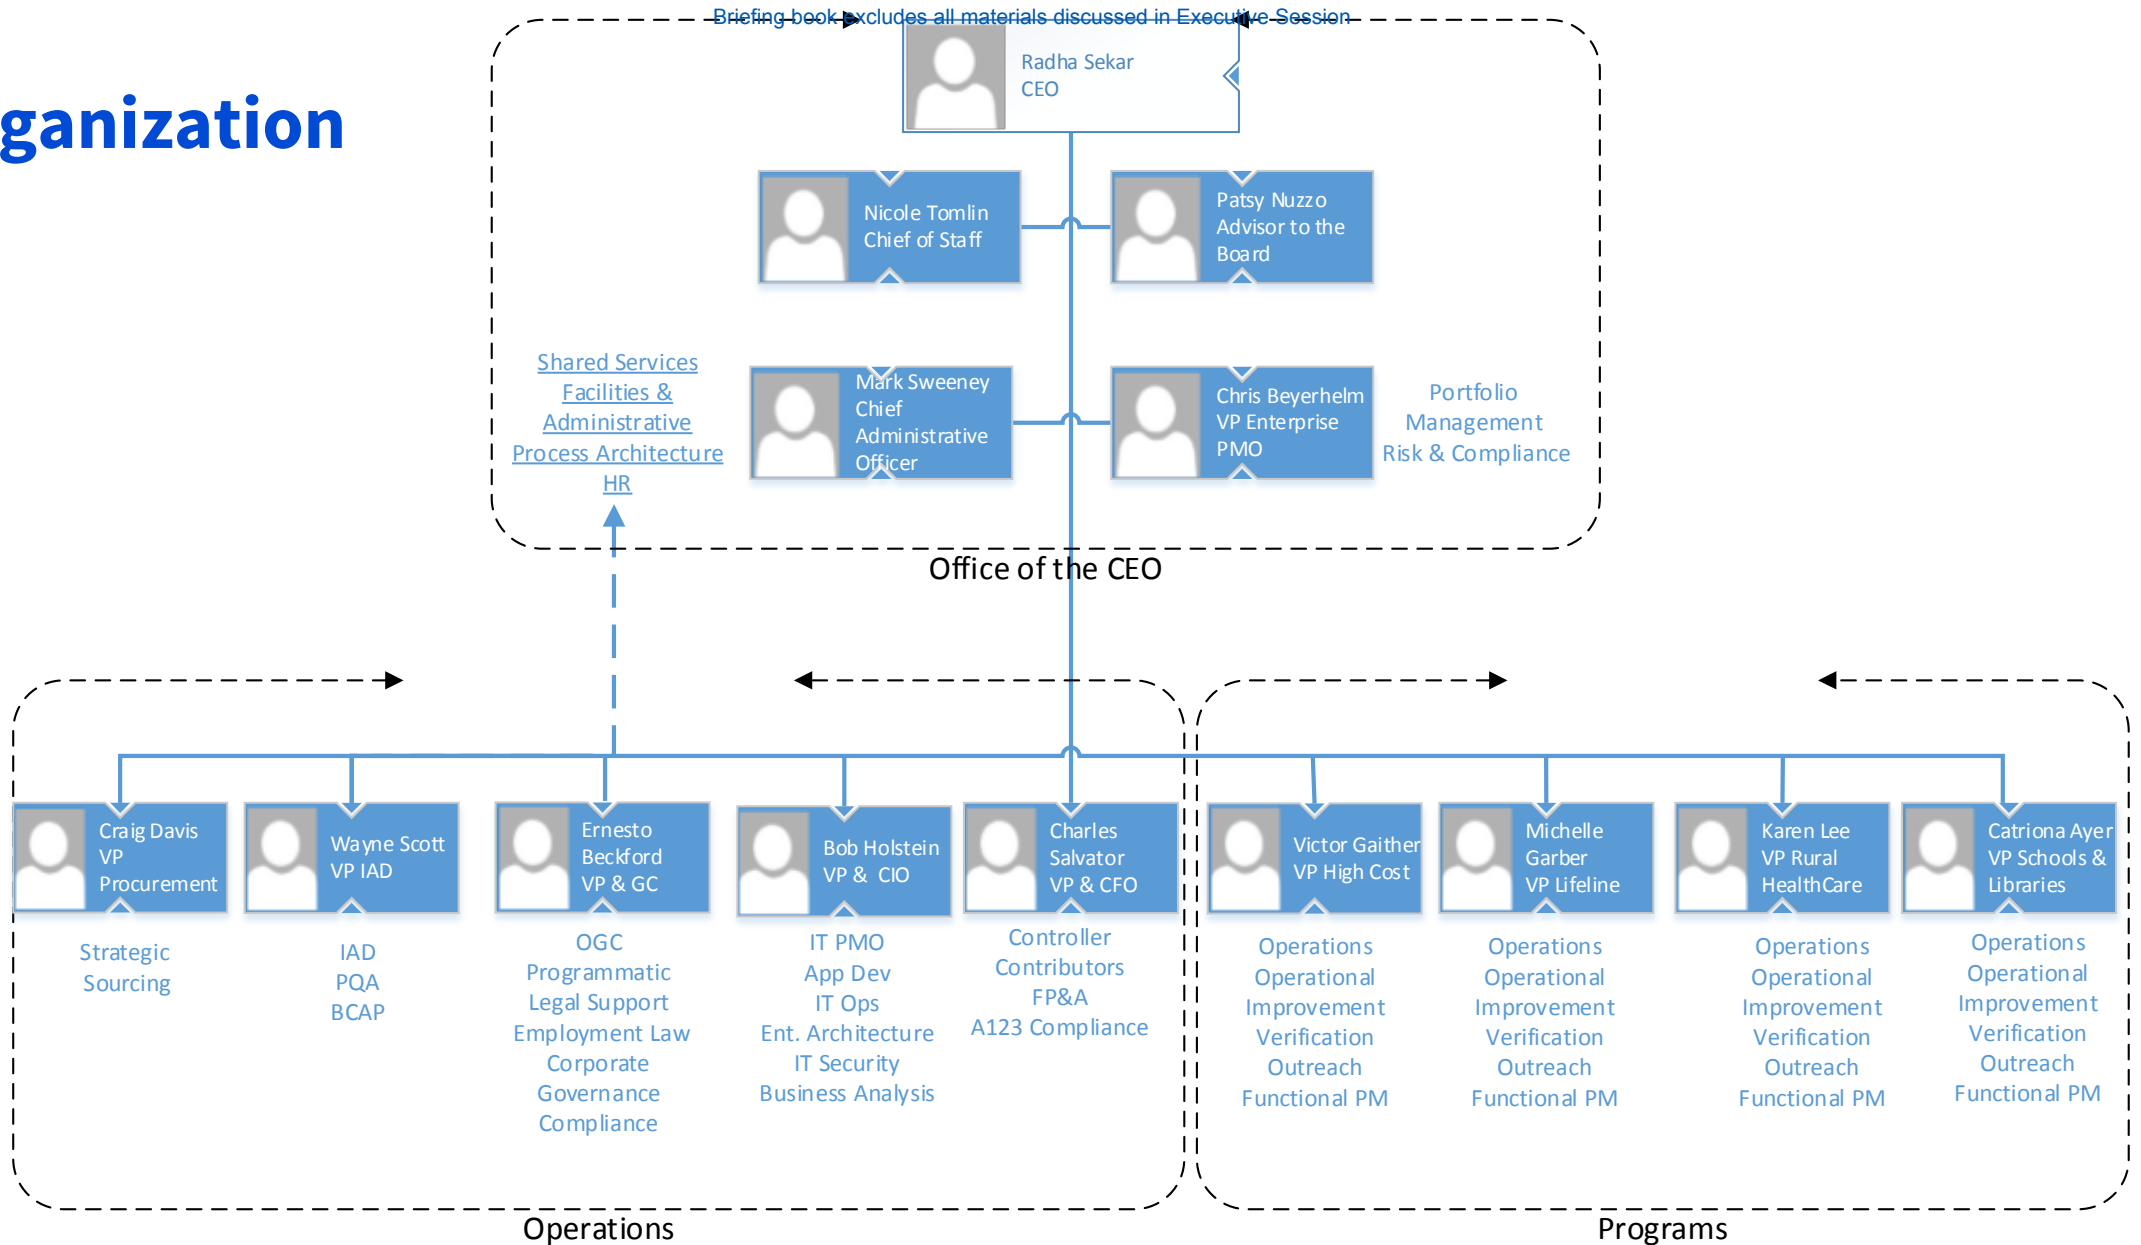 Briefing book excludes all materials discussed in Executive Session
ganization
Radha Sekar
CEO
Nicole Tomlin
Chief of Staff
Patsy Nuzzo
Advisor to the
Board
Shared Services
Facilities &
Administrative
Process Architecture
HR
Mark Sweeney
Chief
Administrative
Officer
Chris Beyerhelm
VP Enterprise
PMO
Portfolio
Management
Risk & Compliance
Office of the CEO
Craig Davis
VP
Procurement
Wayne Scott
VP IAD
Ernesto
Beckford
VP & GC
Bob Holstein
VP & CIO
Charles
Salvator
VP & CFO
Victor Gaither
VP High Cost
Michelle
Garber
VP Lifeline
Karen Lee
VP Rural
HealthCare
Catriona Ayer
VP Schools &
Libraries
Strategic
Sourcing
IAD
PQA
BCAP
OGC
Programmatic
Legal Support
Employment Law
Corporate
Governance
Compliance
IT PMO
App Dev
IT Ops
Ent. Architecture
IT Security
Business Analysis
Controller
Contributors
FP&A
A123 Compliance
Operations
Operational
Improvement
Verification
Outreach
Functional PM
Operations
Operational
Improvement
Verification
Outreach
Functional PM
Operations
Operational
Improvement
Verification
Outreach
Functional PM
Operations
Operational
Improvement
Verification
Outreach
Functional PM
Operations
Programs